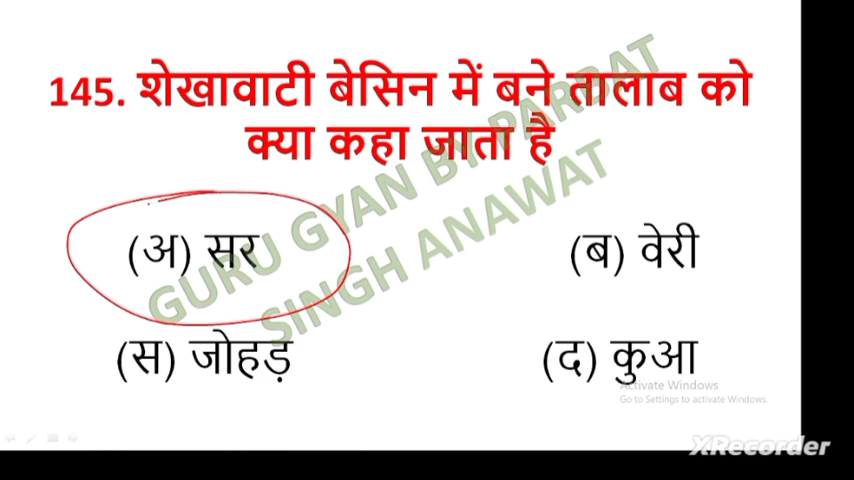 145. शेखावाटी बेसिन में बने तालाब को
क्या कहा जाता है
(अ) सर
(ब) वेरी
(स) जोहड़
(द) कुआ
GURU GYAN BY PARBAT
SINGH ANAWAT
Activate Windows
Go to Settings to activate Windows.
XRecorder